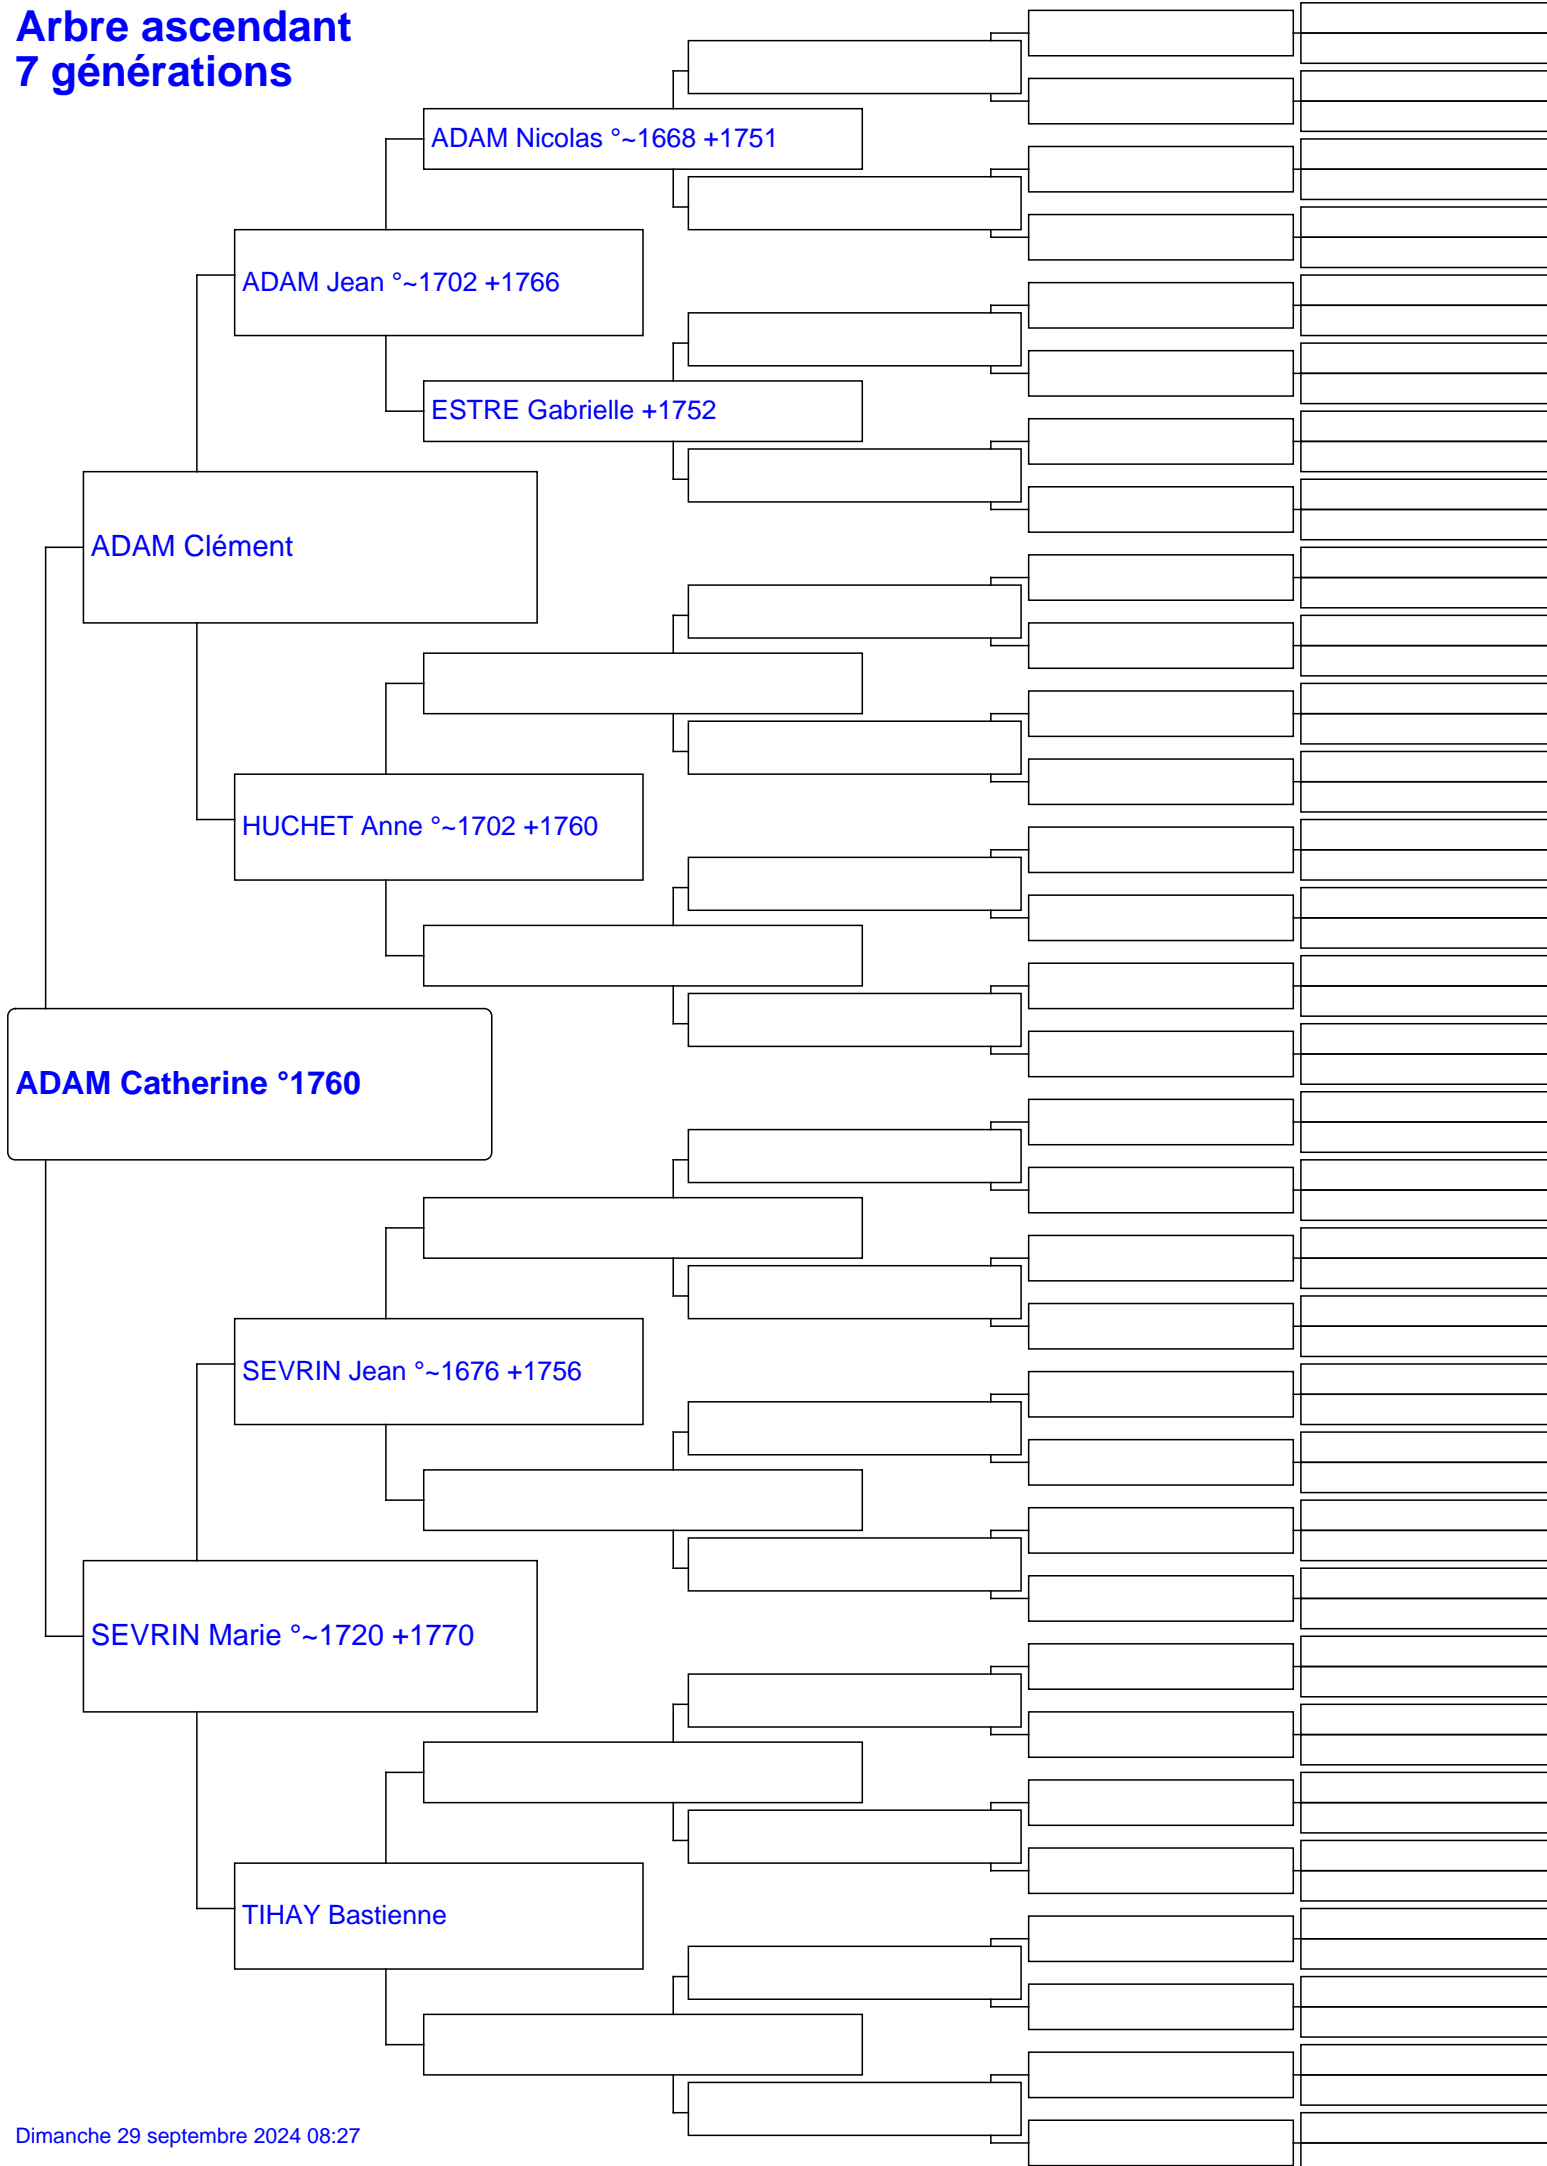 Arbre ascendant
7 générations
ADAM Nicolas °~1668 +1751
ADAM Jean °~1702 +1766
ESTRE Gabrielle +1752
ADAM Clément
HUCHET Anne °~1702 +1760
ADAM Catherine °1760
SEVRIN Jean °~1676 +1756
SEVRIN Marie °~1720 +1770
TIHAY Bastienne
Dimanche 29 septembre 2024 08:27